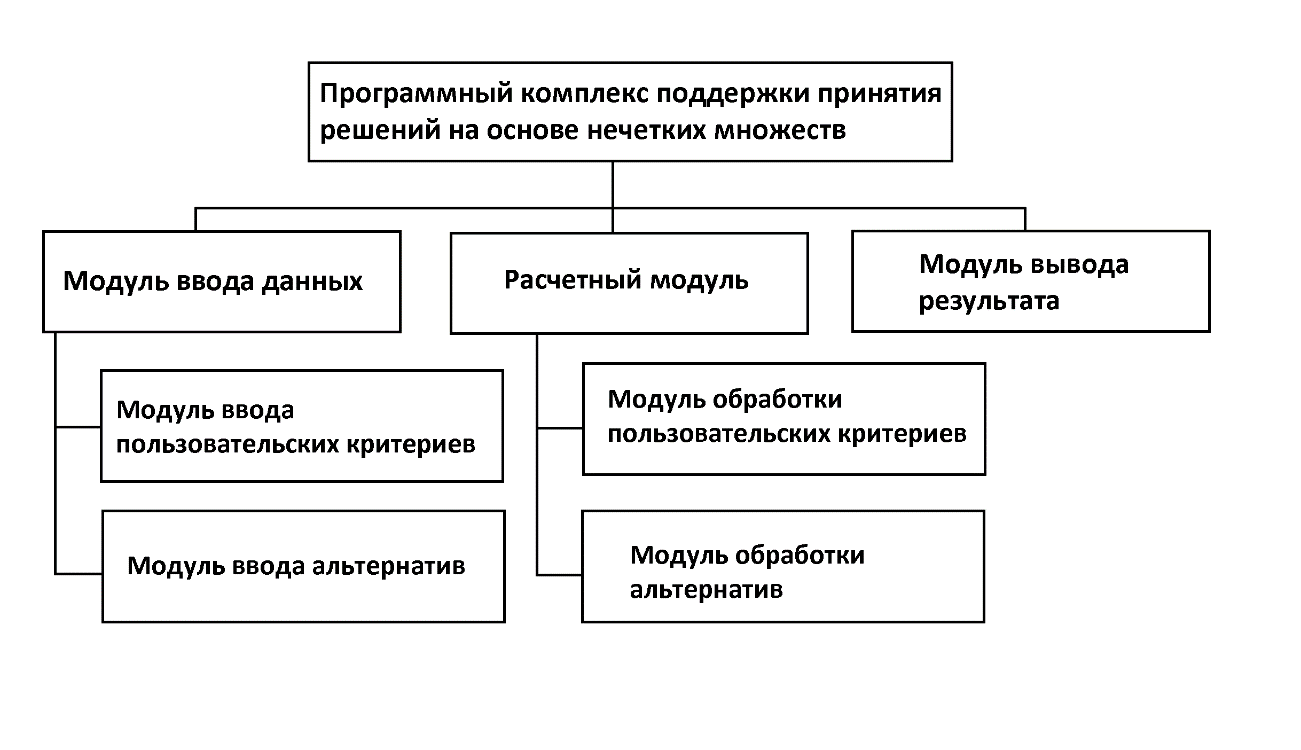 Программный комплекс поддержки принятия
решений на основе нечетких множеств
Модуль ввода данных
Расчетный модуль
Модуль вывода
результата
Модуль ввода
пользовательских критериев
Модуль обработки
пользовательских критериев
Модуль ввода альтернатив
Модуль обработки
альтернатив